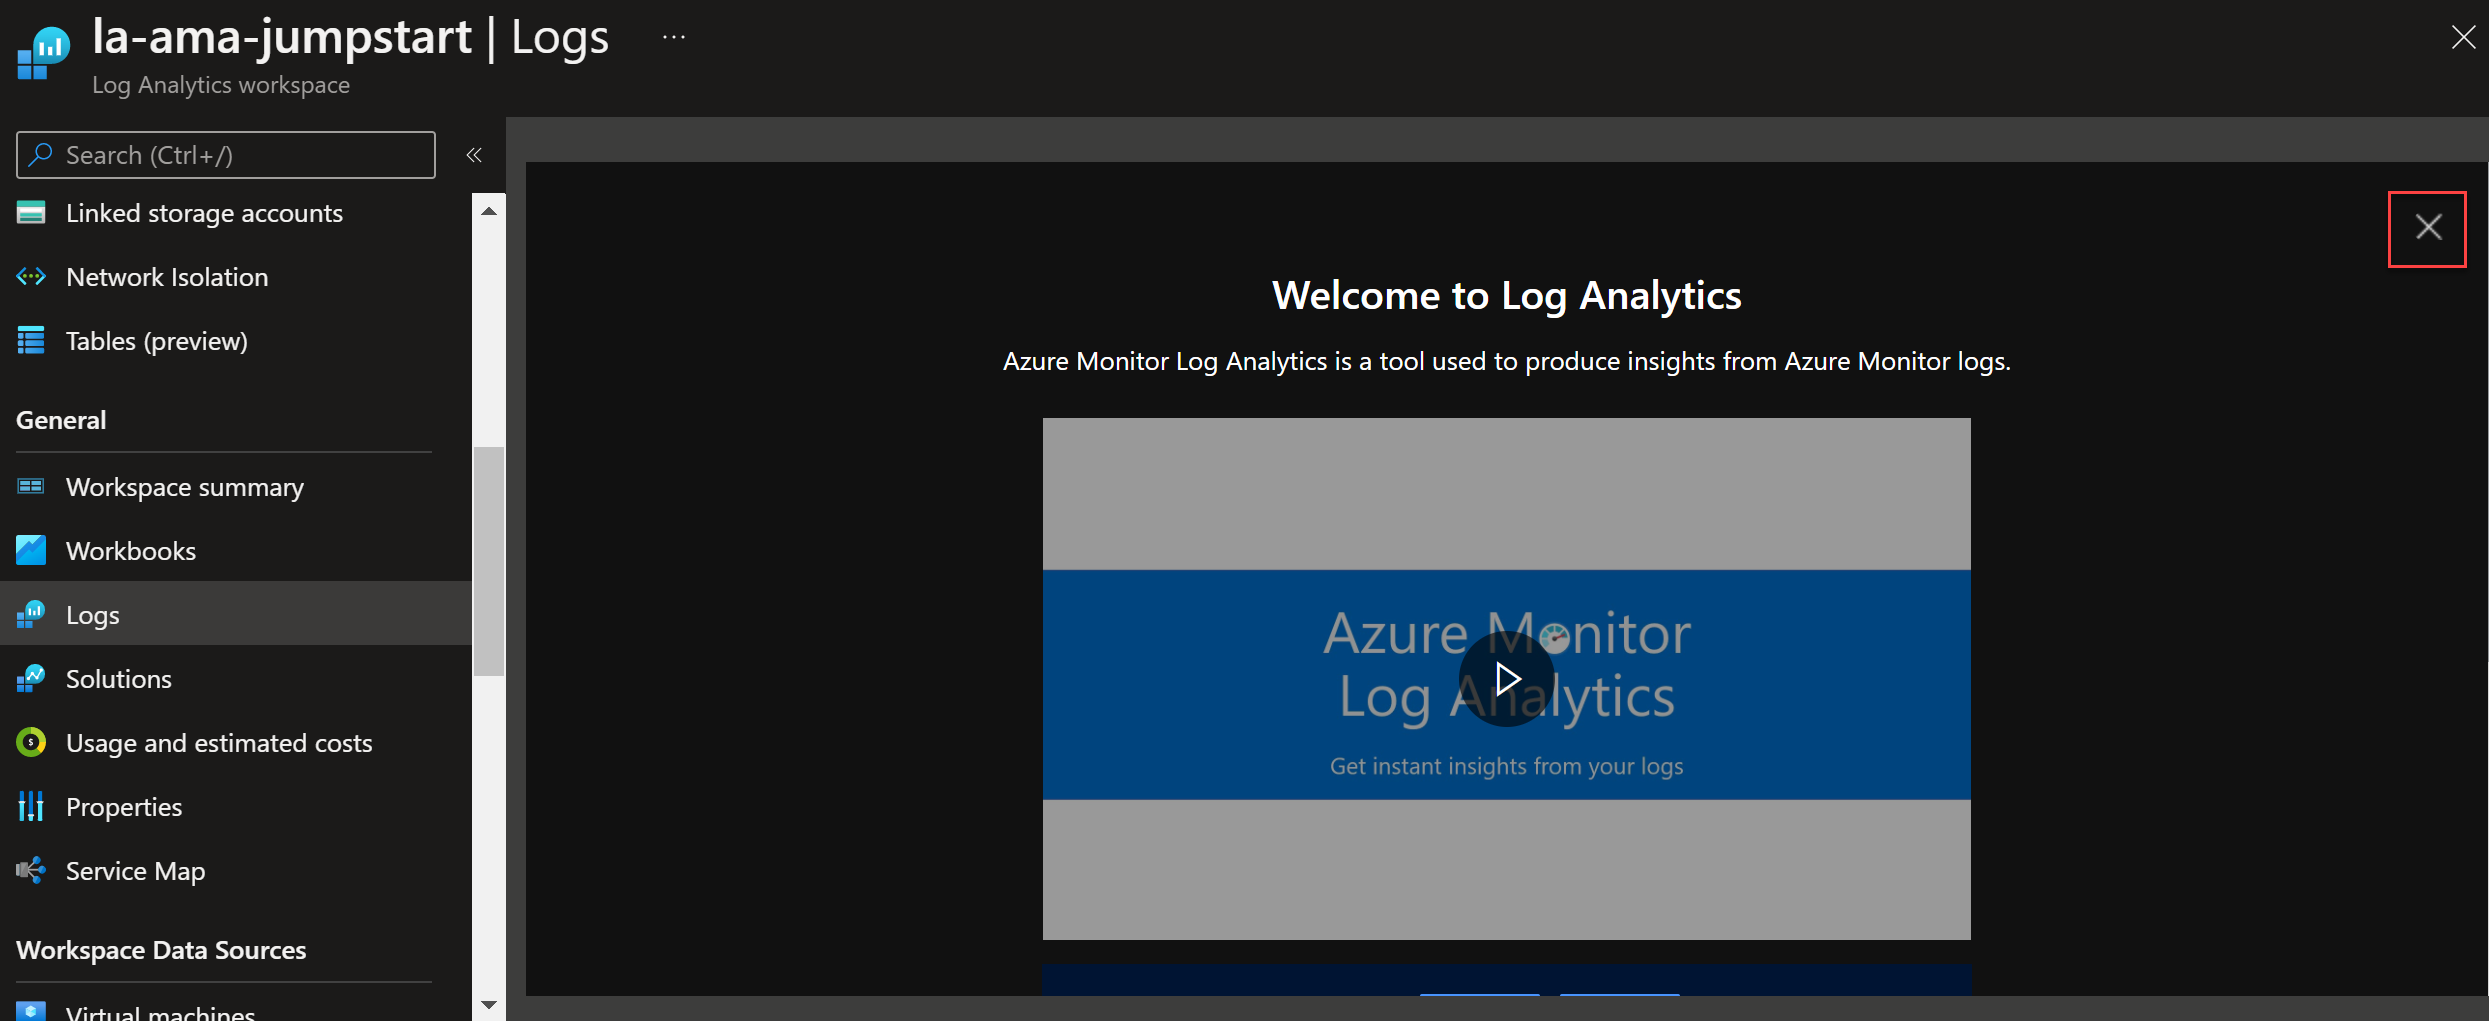 la-ama-jumpstart | Logs
...
Log Analytics workspace
Search (Ctrl+/)
«
Linked storage accounts
Network Isolation
Tables (preview)
General
Workspace summary
Workbooks
Logs
Solutions
Usage and estimated costs
Properties
Service Map
Workspace Data Sources
Virtual machines
Welcome to Log Analytics
Azure Monitor Log Analytics is a tool used to produce insights from Azure Monitor logs.
Azure Monitor
Log Analytics
Get instant insights from your logs